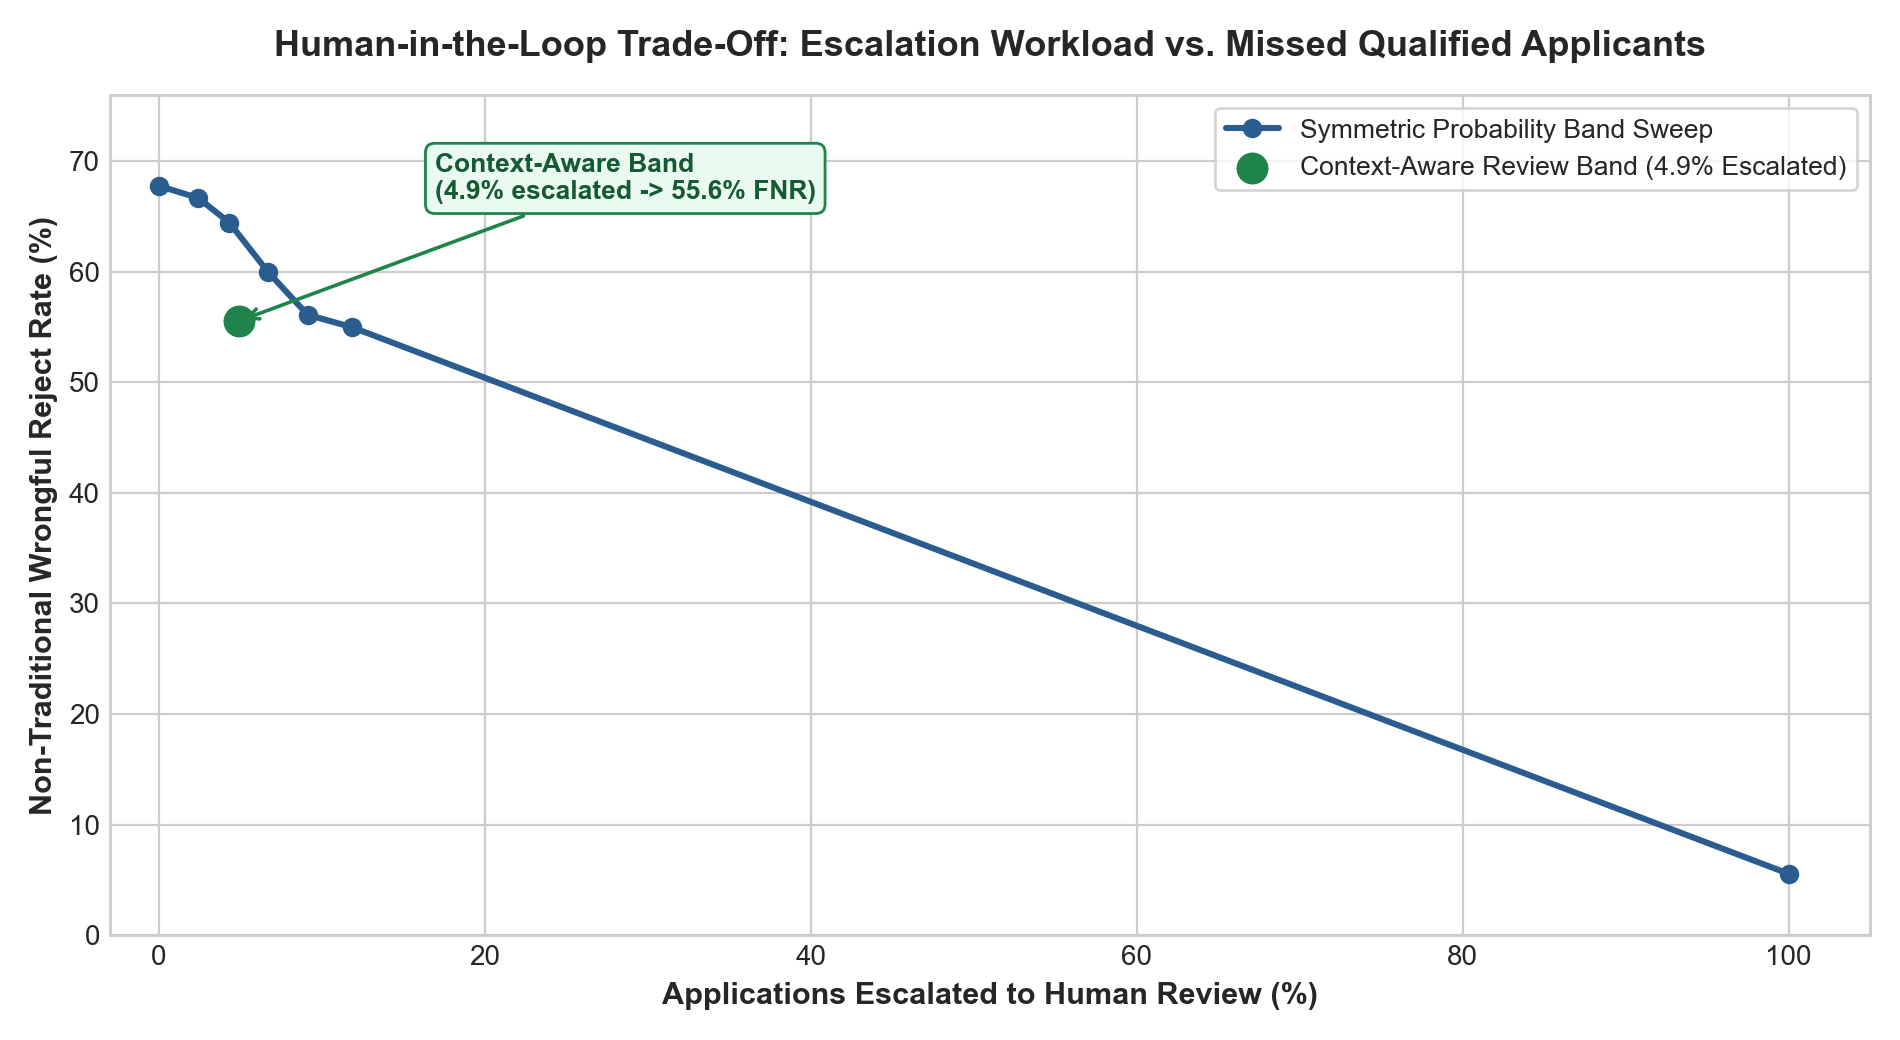 Human-in-the-Loop Trade-Off: Escalation Workload vs. Missed Qualified Applicants
Symmetric Probability Band Sweep
Context-Aware Review Band (4.9% Escalated)
Context-Aware Band
(4.9% escalated -> 55.6% FNR)
Non-Traditional Wrongful Reject Rate (%)
70
60
50
40
30
20
10
0
0 20 40 60 80 100
Applications Escalated to Human Review (%)